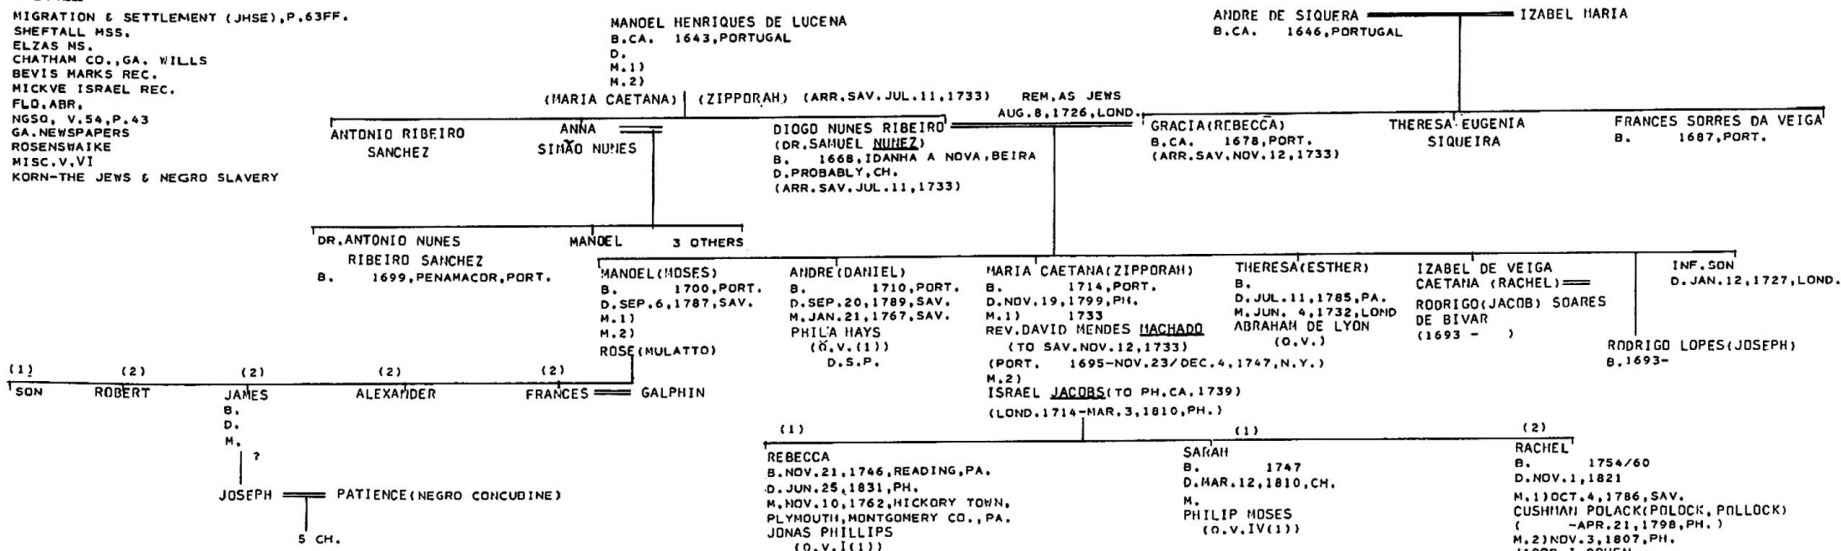 MIGRATION & SETTLEMENT (JHSE),P.63FF.
SHEFTALL MSS.
ELZAS NS.
CHATHAM CO.,GA. WILLS
BEVIS MARKS REC.
MICKVE ISRAEL REC.
FLO.ABR.
NGSQ, V.54,P.43
GA.NEWSPAPERS
ROSENSWAIKE
MISC.V,VI
KORN-THE JEWS & NEGRO SLAVERY
MANOEL HENRIQUES DE LUCENA
B.CA. 1643,PORTUGAL
D.
M.1)
M.2)
(MARIA CAETANA) (ZIPPORAH) (ARR.SAV.JUL.11,1733)
ANDRE DE SIQUERA
B.CA. 1646,PORTUGAL
IZABEL MARIA
REM.AS JEWS
AUG.8,1726,LOND.
ANTONIO RIBEIRO
SANCHEZ
ANNA
SIMAO NUNES
DIOGO NUNES RIBEIRO
(DR.SAMUEL NUNEZ)
B. 1668,IDANHA A NOVA,BEIRA
D.PROBABLY,CH.
(ARR.SAV.JUL.11,1733)
GRACIA(REBECCA)
B.CA. 1678,PORT.
(ARR.SAV.NOV.12,1733)
THERESA EUGENIA
SIQUEIRA
FRANCES SORRES DA VEIGA
B. 1687,PORT.
DR.ANTONIO NUNES
RIBEIRO SANCHEZ
B. 1699,PENAMACOR,PORT.
MANOEL
3 OTHERS
MANOEL(MOSES)
B. 1700,PORT.
D.SEP.6,1787,SAV.
M.1)
M.2)
ROSE(MULATTO)
ANDRE(DANIEL)
B. 1710,PORT.
D.SEP.20,1789,SAV.
M.JAN.21,1767,SAV.
PHILA HAYS
(Q.V.(1))
D.S.P.
MARIA CAETANA(ZIPPORAH)
B. 1714,PORT.
D.NOV.19,1799,PH.
M.1) 1733
REV.DAVID MENDES MACHADO
(TO SAV.NOV.12,1733)
(PORT. 1695-NOV.23/DEC.4,1747,N.Y.)
M.2)
ISRAEL JACOBS(TO PH.CA.1739)
(LOND.1714-MAR.3,1810,PH.)
THERESA(ESTHER)
B.
D.JUL.11,1785,PA.
M.JUN. 4,1732,LOND
ABRAHAM DE LYON
(Q.V.)
IZABEL DE VEIGA
CAETANA (RACHEL)
RODRIGO(JACOB) SOARES
DE BIVAR
(1693 - )
RODRIGO LOPES(JOSEPH)
B.1693-
INF.SON
D.JAN.12,1727,LOND.
(1) (2) (2) (2) (2)
SON ROBERT JAMES ALEXANDER FRANCES GALPHIN
B.
D.
M.
?
JOSEPH PATIENCE(NEGRO CONCUBINE)
5 CH.
(1) (1) (2)
REBECCA
B.NOV.21,1746,READING,PA.
D.JUN.25,1831,PH.
M.NOV.10,1762,HICKORY TOWN,
PLYMOUTH,MONTGOMERY CO.,PA.
JONAS PHILLIPS
(Q.V.I(1))
SARAH
B. 1747
D.MAR.12,1810,CH.
M.
PHILIP MOSES
(Q.V.IV(1))
RACHEL
B. 1754/60
D.NOV.1,1821
M.1)OCT.4,1786,SAV.
CUSHMAN POLACK(POLOCK,POLLOCK)
( -APR.21,1798,PH.)
M.2)NOV.3,1807,PH.